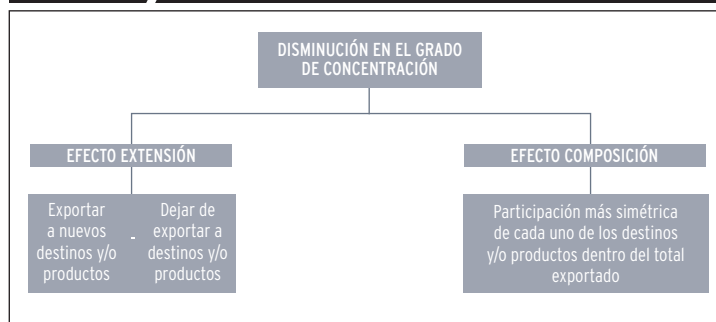 DISMINUCIÓN EN EL GRADO
DE CONCENTRACIÓN
EFECTO EXTENSIÓN
EFECTO COMPOSICIÓN
Exportar
a nuevos
destinos y/o
productos
-
Dejar de
exportar a
destinos y/o
productos
Participación más simétrica
de cada uno de los destinos
y/o productos dentro del total
exportado